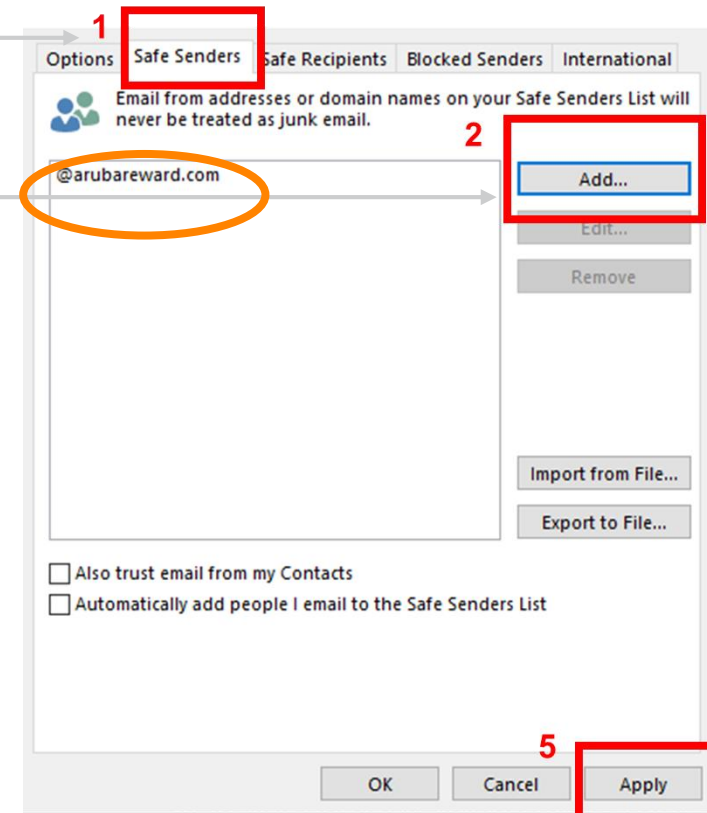 1
Options Safe Senders Safe Recipients Blocked Senders International
Email from addresses or domain names on your Safe Senders List will
never be treated as junk email.
2
@arubareward.com
Add...
Edit...
Remove
Import from File...
Export to File...
Also trust email from my Contacts
Automatically add people I email to the Safe Senders List
5
OK Cancel Apply